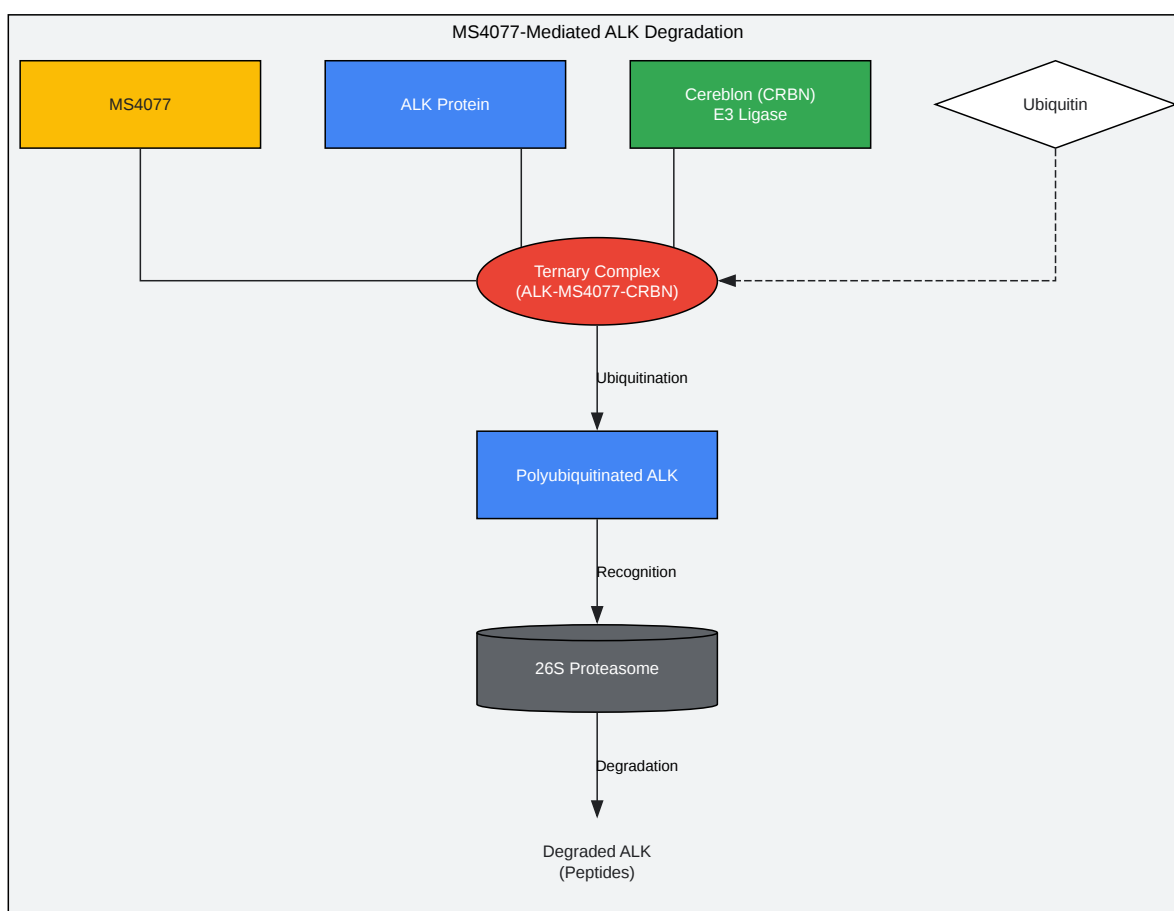 MS4077-Mediated ALK Degradation
MS4077
ALK Protein
Cereblon (CRBN)
E3 Ligase
Ubiquitin
Ternary Complex
(ALK-MS4077-CRBN)
Ubiquitination
Polyubiquitinated ALK
Recognition
26S Proteasome
Degradation
Degraded ALK
(Peptides)